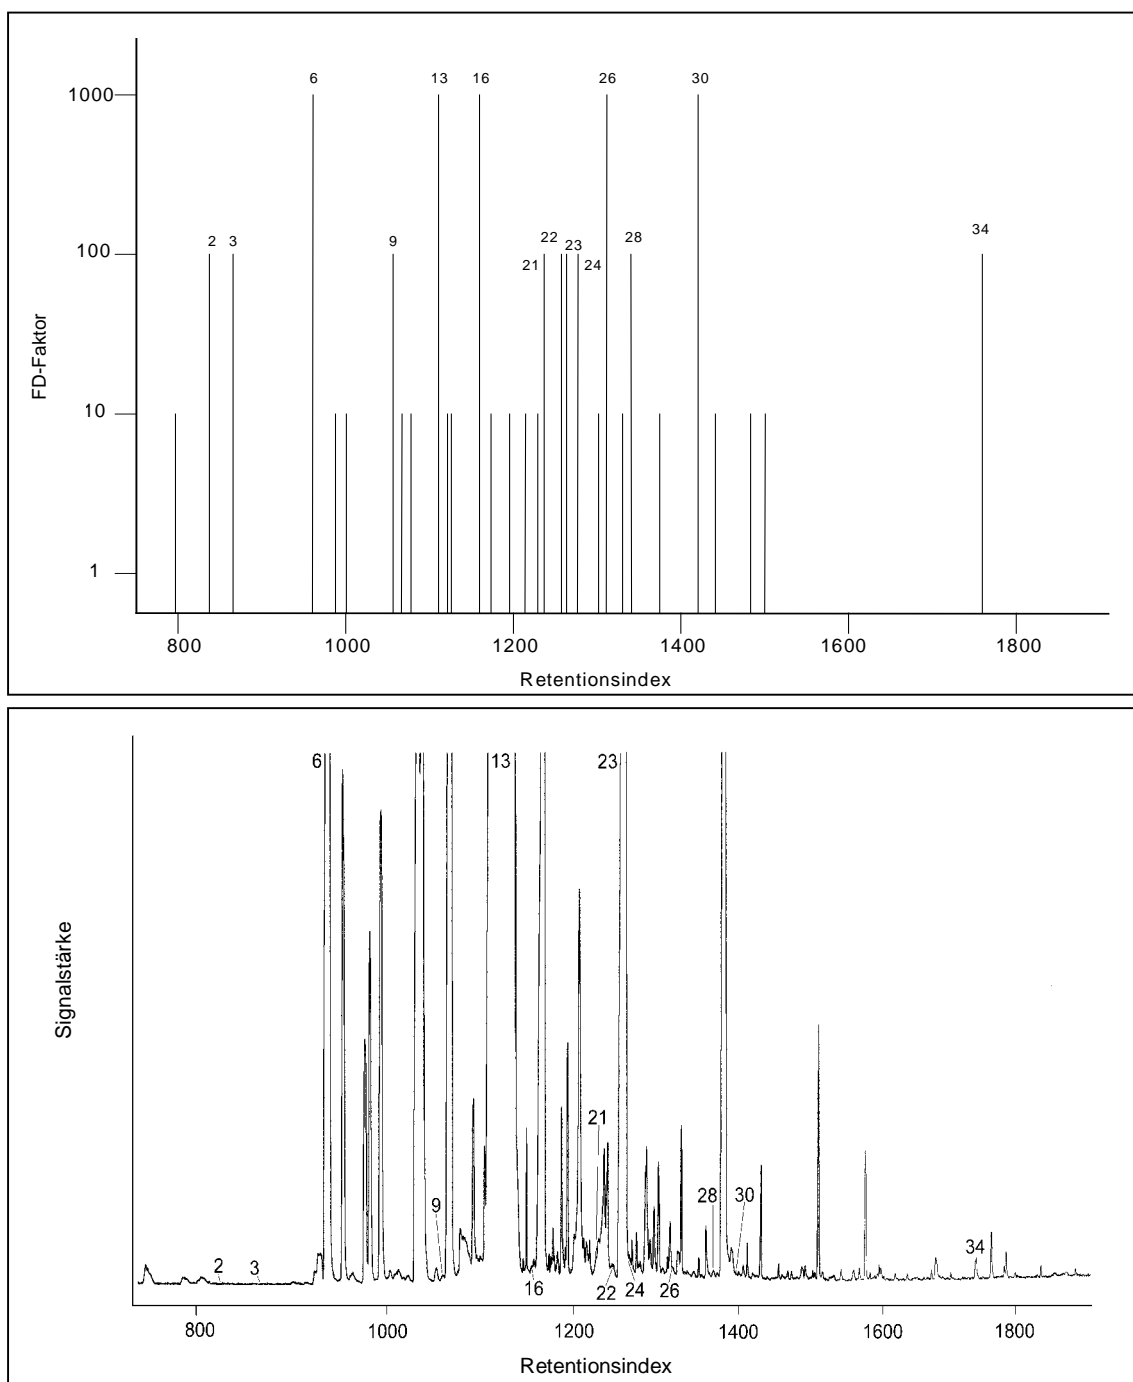 6 13 16 26 30
1000
2 3 9 22 23 28 34
100
21 24
FD-Faktor
10
1
800 1000 1200 1400 1600 1800
Retentionsindex
6 13 23
Signalstärke
21
9 28 30
34
2 3
16 22 24 26
800 1000 1200 1400 1600 1800
Retentionsindex